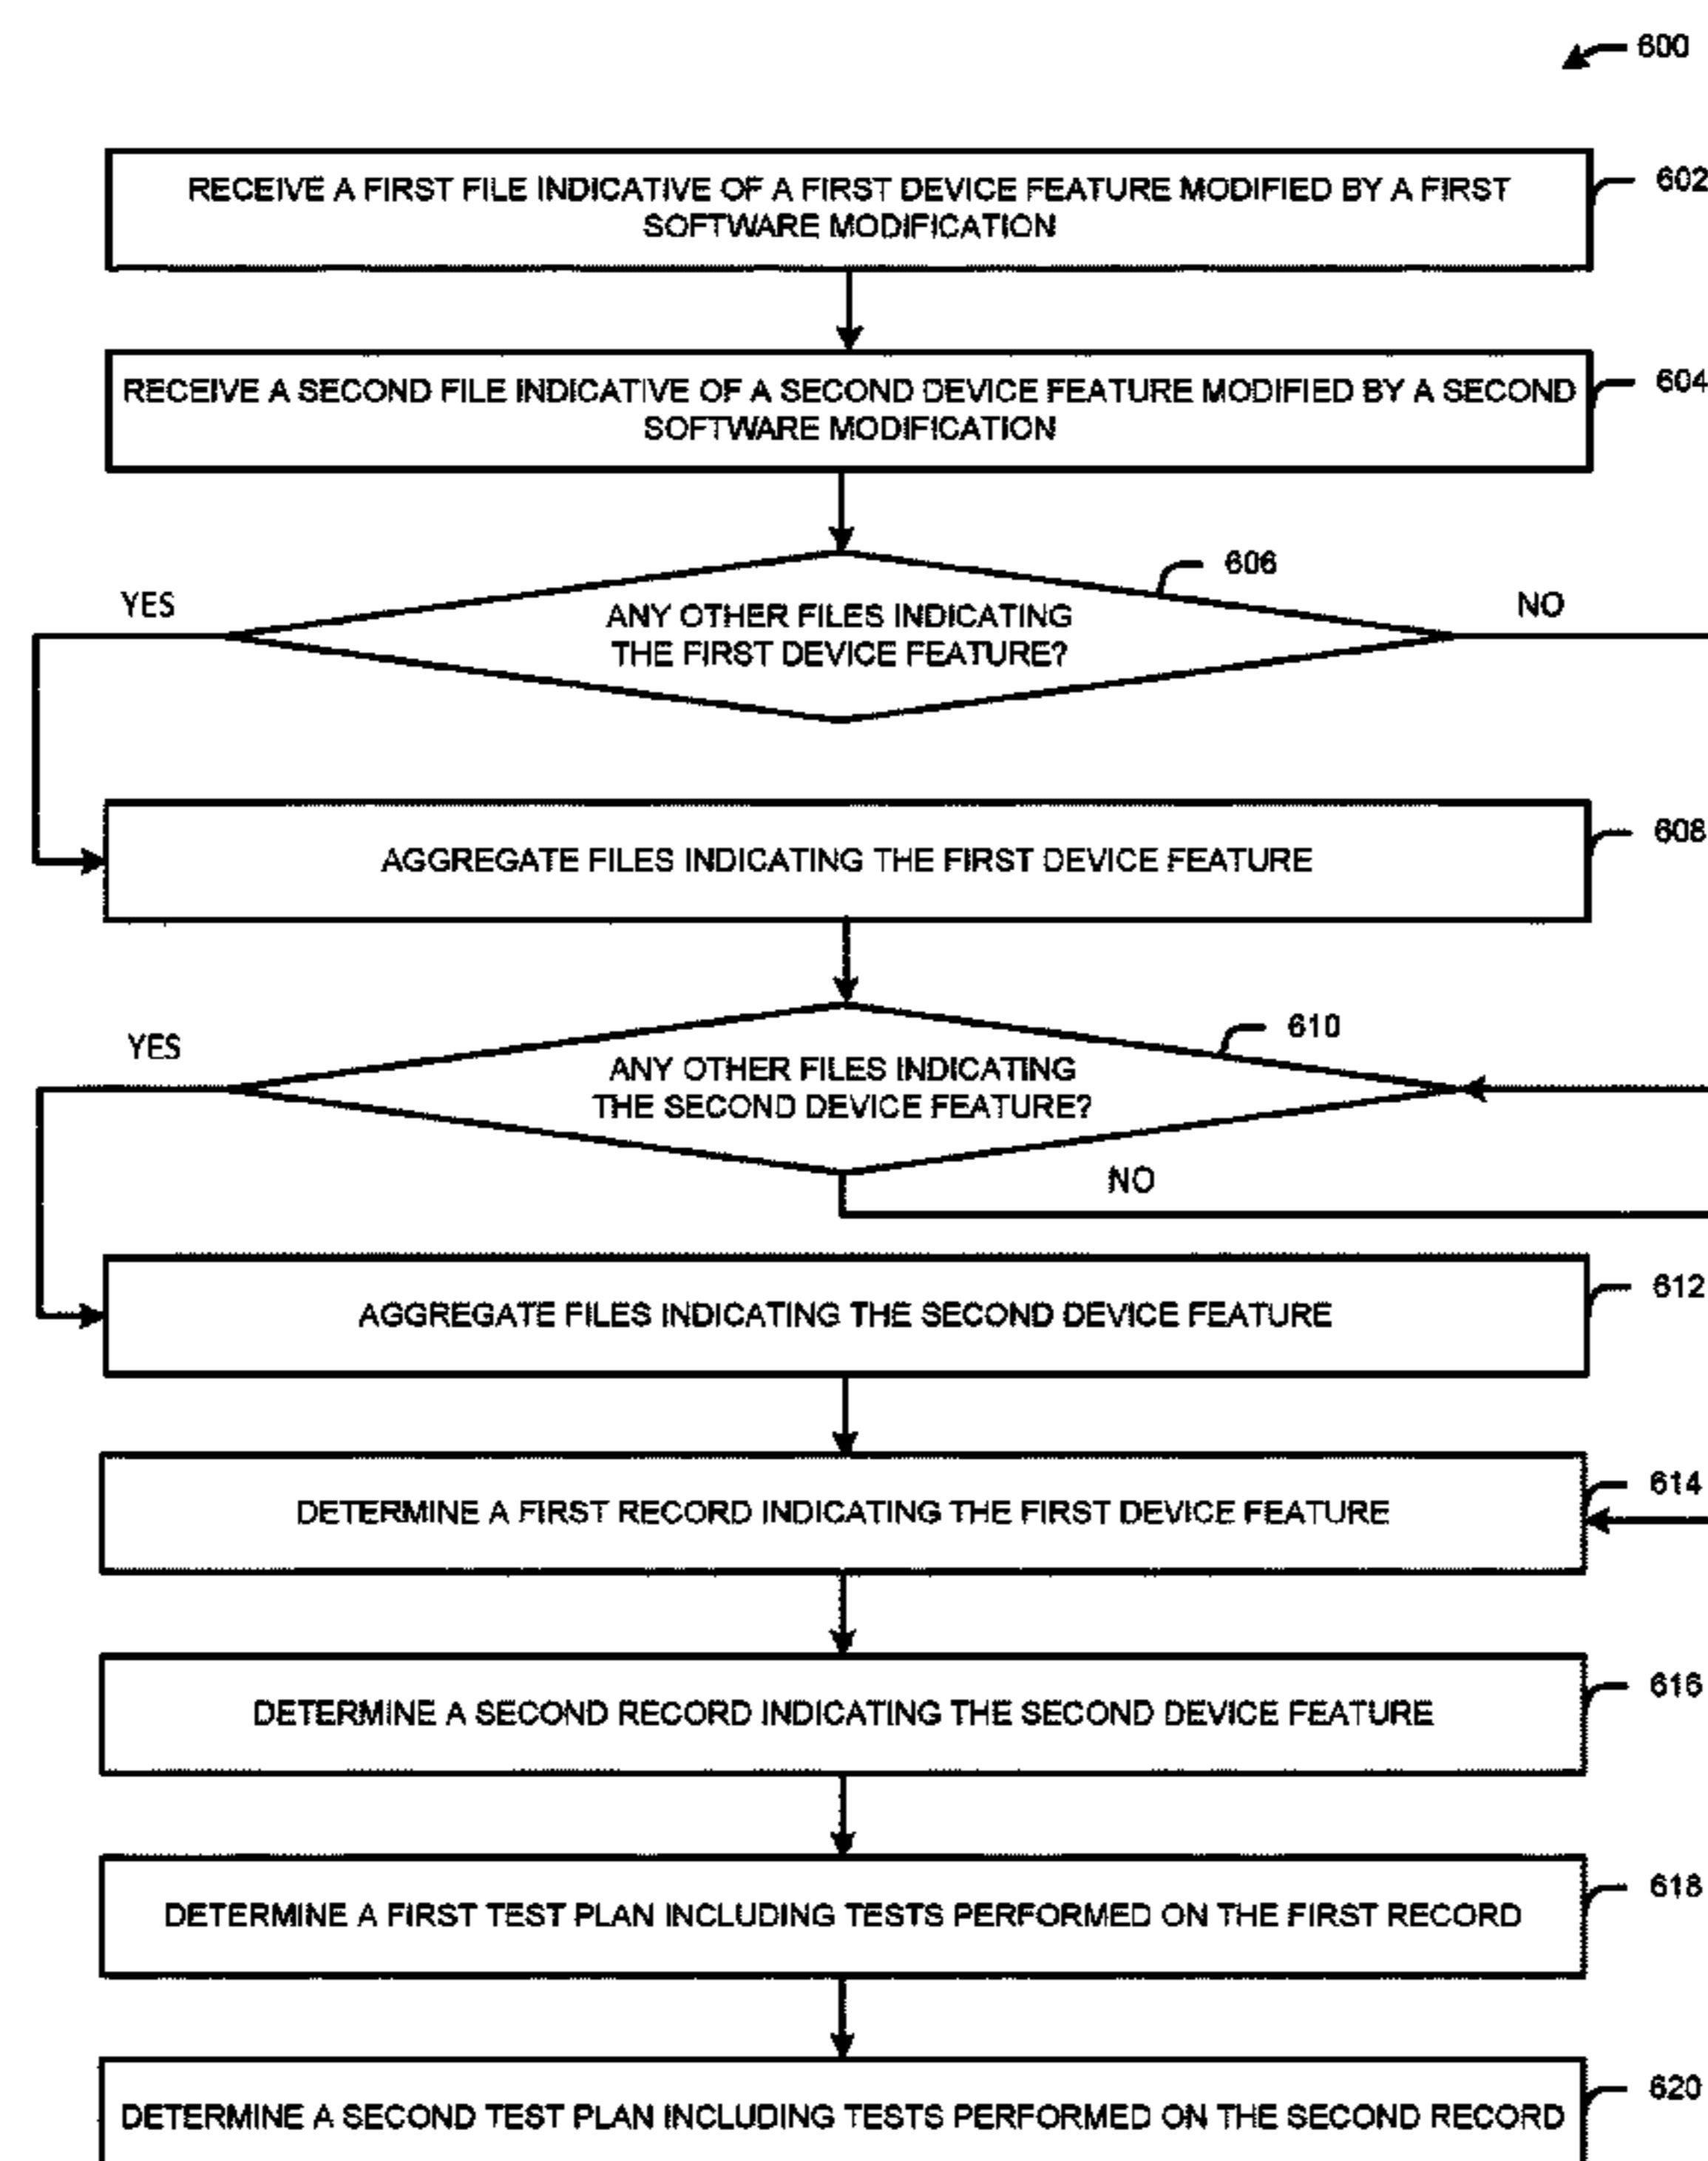 600
RECEIVE A FIRST FILE INDICATIVE OF A FIRST DEVICE FEATURE MODIFIED BY A FIRST
SOFTWARE MODIFICATION
602
RECEIVE A SECOND FILE INDICATIVE OF A SECOND DEVICE FEATURE MODIFIED BY A SECOND
SOFTWARE MODIFICATION
604
606
YES
NO
ANY OTHER FILES INDICATING
THE FIRST DEVICE FEATURE?
AGGREGATE FILES INDICATING THE FIRST DEVICE FEATURE
608
610
YES
ANY OTHER FILES INDICATING
THE SECOND DEVICE FEATURE?
NO
AGGREGATE FILES INDICATING THE SECOND DEVICE FEATURE
612
DETERMINE A FIRST RECORD INDICATING THE FIRST DEVICE FEATURE
614
DETERMINE A SECOND RECORD INDICATING THE SECOND DEVICE FEATURE
616
DETERMINE A FIRST TEST PLAN INCLUDING TESTS PERFORMED ON THE FIRST RECORD
618
DETERMINE A SECOND TEST PLAN INCLUDING TESTS PERFORMED ON THE SECOND RECORD
620